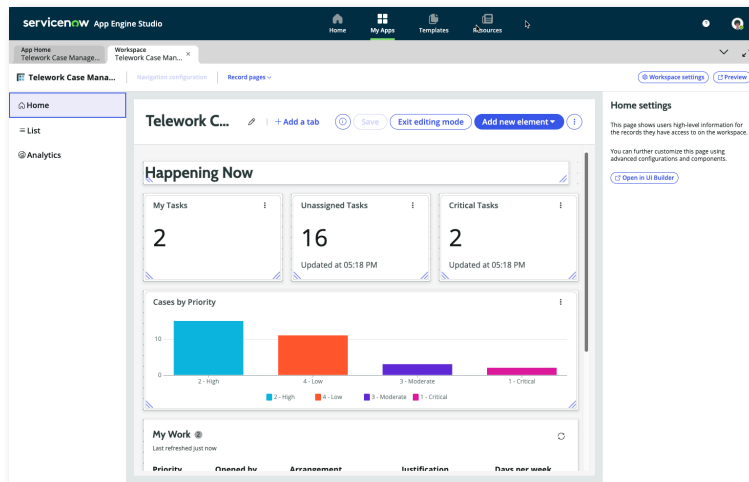 servicenow App Engine Studio
Home
My Apps
Templates
Resources
App Home
Telework Case Manage...
Workspace
Telework Case Man...
Telework Case Mana...
Navigation configuration
Record pages
Workspace settings
Preview
Home
List
Analytics
Telework C...
+ Add a tab
Save
Exit editing mode
Add new element
Happening Now
My Tasks
2
Unassigned Tasks
16
Updated at 05:18 PM
Critical Tasks
2
Updated at 05:18 PM
Cases by Priority
10
0
2 - High
4 - Low
3 - Moderate
1 - Critical
2 - High
4 - Low
3 - Moderate
1 - Critical
My Work 2
Last refreshed just now
Priority
Opened by
Arrangement
Justification
Days per week
Home settings
This page shows users high-level information for
the records they have access to on the workspace.
You can further customize this page using
advanced configurations and components.
Open in UI Builder